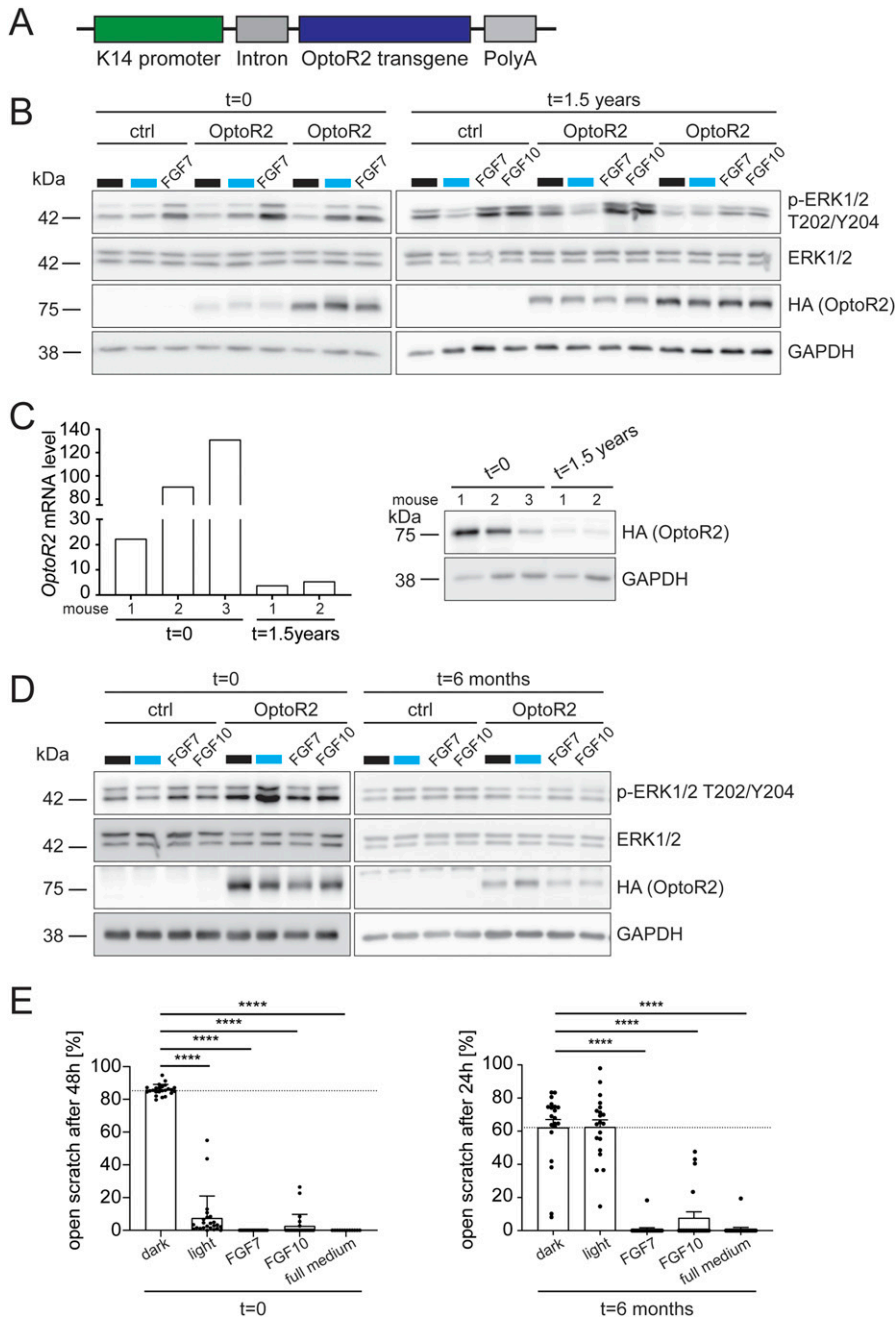 A
K14 promoter Intron OptoR2 transgene PolyA
B
t=0 t=1.5 years
ctrl OptoR2 OptoR2 ctrl OptoR2 OptoR2
kDa FGF7 FGF7 FGF7 FGF7 FGF10 FGF7 FGF10 FGF7 FGF10
42 p-ERK1/2
T202/Y204
42 ERK1/2
75 HA (OptoR2)
38 GAPDH
C
OptoR2 mRNA level
140
120
100
80
60
40
30
20
10
0
mouse 1 2 3 1 2
t=0 t=1.5years
t=0 t=1.5 years
mouse 1 2 3 1 2
kDa
75 HA (OptoR2)
38 GAPDH
D
t=0 t=6 months
ctrl OptoR2 ctrl OptoR2
kDa FGF7 FGF10 FGF7 FGF10 FGF7 FGF10 FGF7 FGF10
42 p-ERK1/2 T202/Y204
42 ERK1/2
75 HA (OptoR2)
38 GAPDH
E
open scratch after 48h [%]
****
****
****
****
100
80
60
40
20
0
dark light FGF7 FGF10 full medium
t=0
open scratch after 24h [%]
****
****
****
100
80
60
40
20
0
dark light FGF7 FGF10 full medium
t=6 months